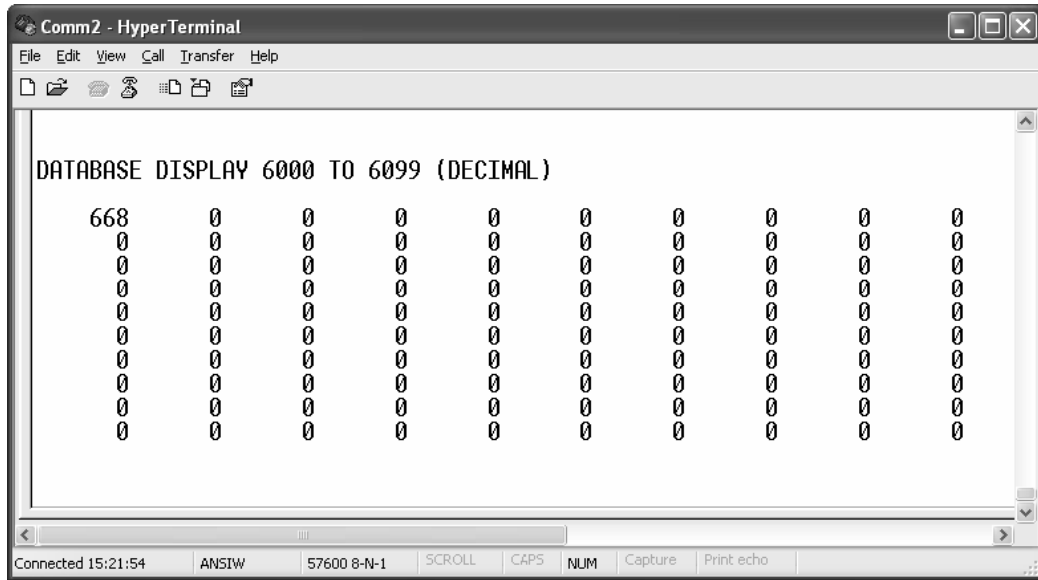 Comm2 - HyperTerminal
File Edit View Call Transfer Help
DATABASE DISPLAY 6000 TO 6099 (DECIMAL)
668 0 0 0 0 0 0 0 0 0
0 0 0 0 0 0 0 0 0 0
0 0 0 0 0 0 0 0 0 0
0 0 0 0 0 0 0 0 0 0
0 0 0 0 0 0 0 0 0 0
0 0 0 0 0 0 0 0 0 0
0 0 0 0 0 0 0 0 0 0
0 0 0 0 0 0 0 0 0 0
0 0 0 0 0 0 0 0 0 0
0 0 0 0 0 0 0 0 0 0
Connected 15:21:54 ANSIW 57600 8-N-1 SCROLL CAPS NUM Capture Print echo